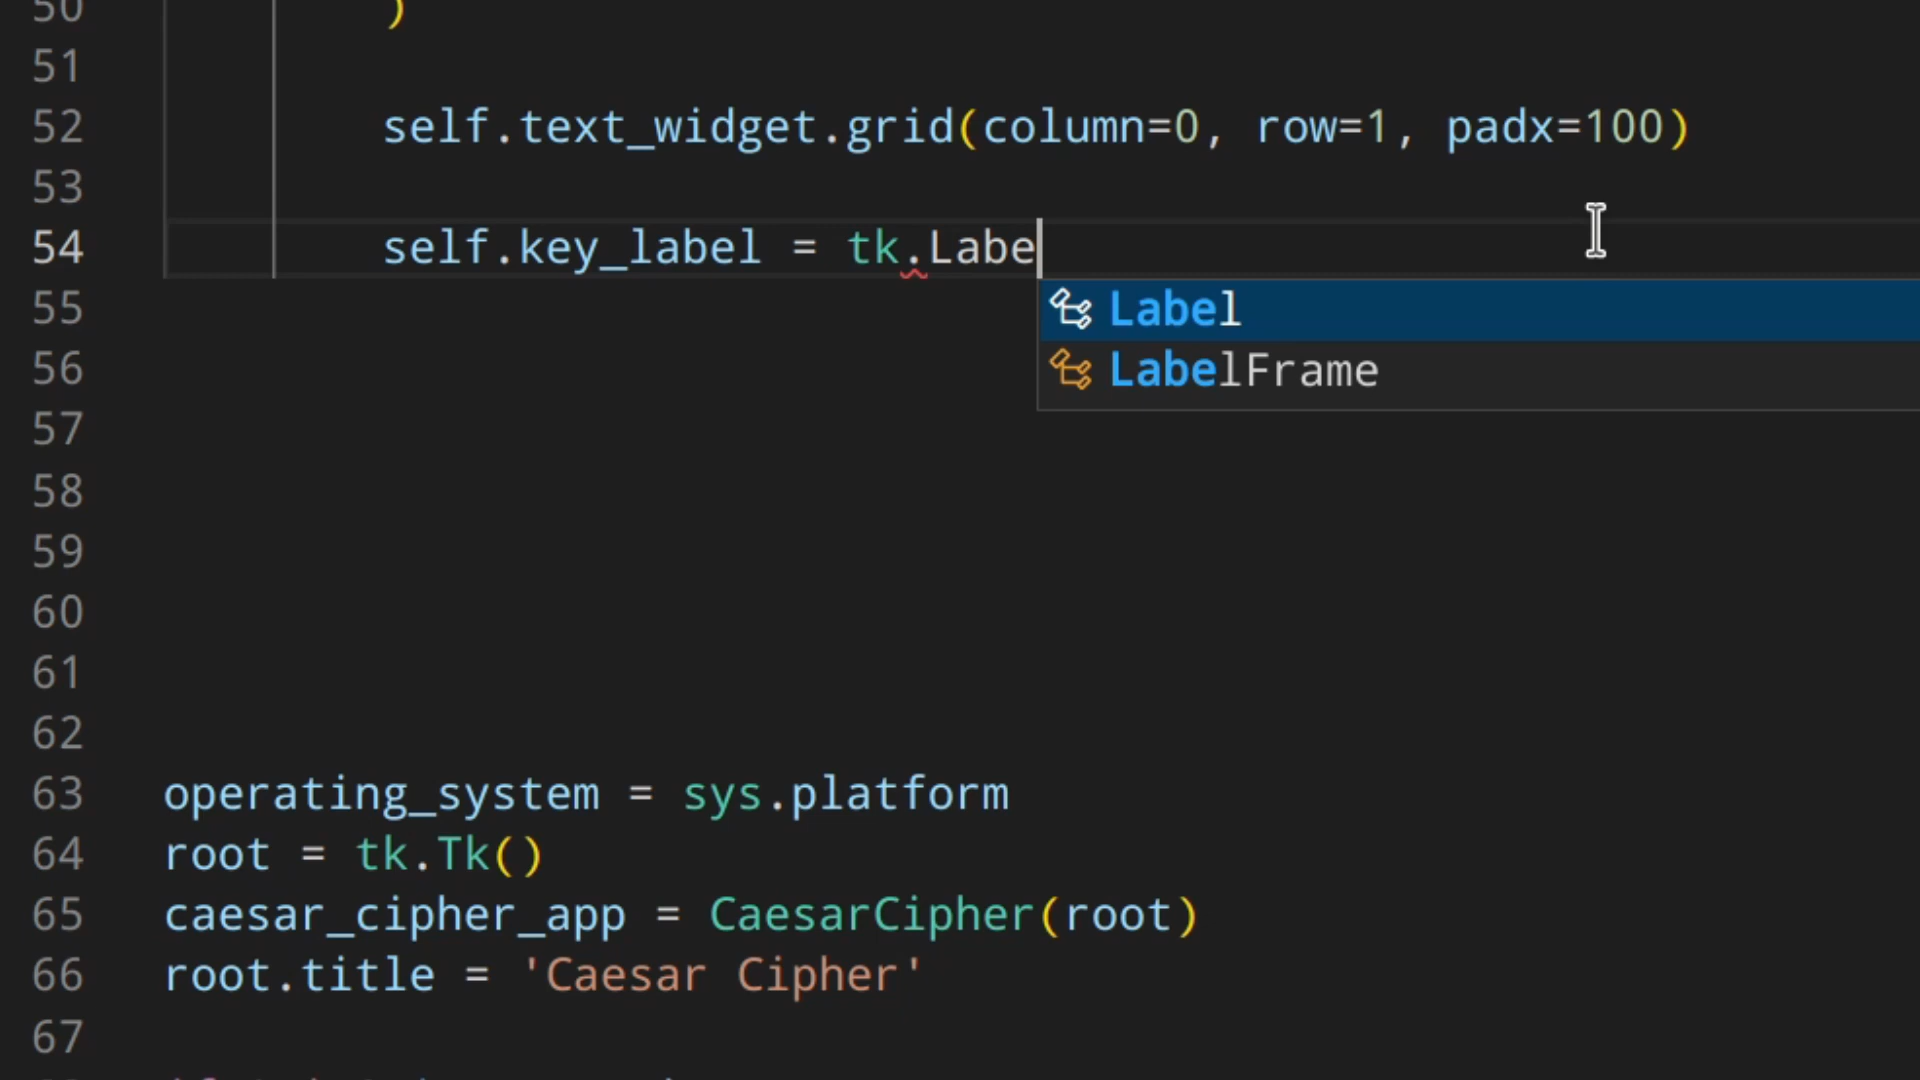 50 )
51
52 self.text_widget.grid(column=0, row=1, padx=100)
53
54 self.key_label = tk.Labe
55 Label
56 LabelFrame
57
58
59
60
61
62
63 operating_system = sys.platform
64 root = tk.Tk()
65 caesar_cipher_app = CaesarCipher(root)
66 root.title = 'Caesar Cipher'
67